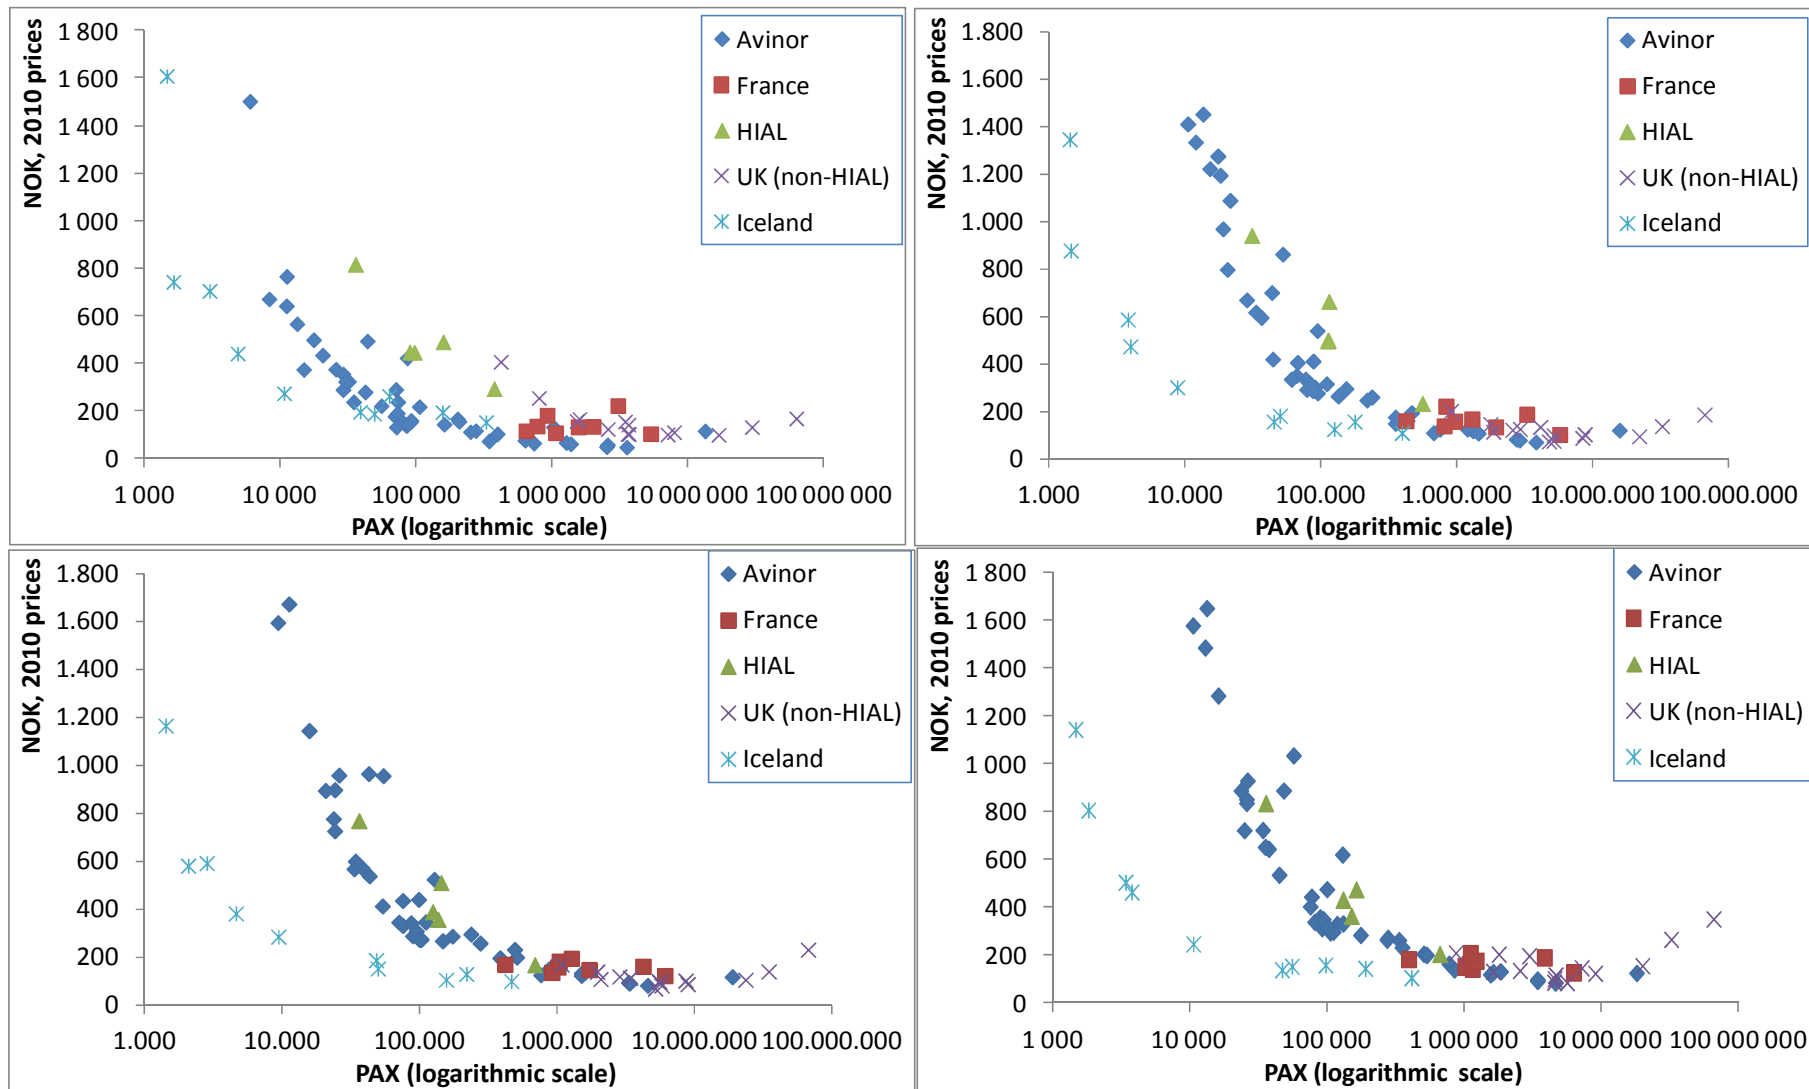 NOK, 2010 prices
1 800
1 600
1 400
1 200
1 000
800
600
400
200
0
1 000
10 000
100 000
1 000 000
10 000 000
100 000 000
PAX (logarithmic scale)
Avinor
France
HIAL
UK (non-HIAL)
Iceland
NOK, 2010 prices
1.800
1.600
1.400
1.200
1.000
800
600
400
200
0
1.000
10.000
100.000
1.000.000
10.000.000
100.000.000
PAX (logarithmic scale)
Avinor
France
HIAL
UK (non-HIAL)
Iceland
NOK, 2010 prices
1.800
1.600
1.400
1.200
1.000
800
600
400
200
0
1.000
10.000
100.000
1.000.000
10.000.000
100.000.000
PAX (logarithmic scale)
Avinor
France
HIAL
UK (non-HIAL)
Iceland
NOK, 2010 prices
1 800
1 600
1 400
1 200
1 000
800
600
400
200
0
1 000
10 000
100 000
1 000 000
10 000 000
100 000 000
PAX (logarithmic scale)
Avinor
France
HIAL
UK (non-HIAL)
Iceland